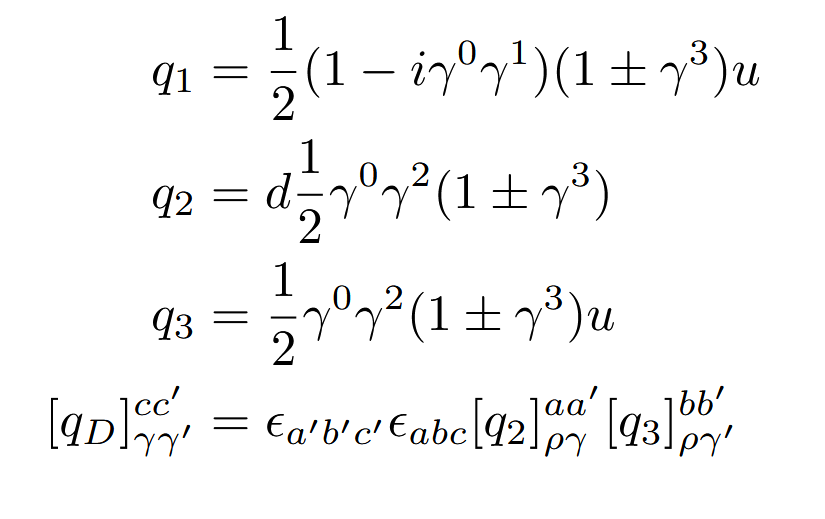 q_1 = \frac{1}{2}(1 - i\gamma^0\gamma^1)(1 \pm \gamma^3)u
q_2 = d\frac{1}{2}\gamma^0\gamma^2(1 \pm \gamma^3)
q_3 = \frac{1}{2}\gamma^0\gamma^2(1 \pm \gamma^3)u
[q_D]^{cc'}_{\gamma\gamma'} = \epsilon_{a'b'c'}\epsilon_{abc}[q_2]^{aa'}_{\rho\gamma}[q_3]^{bb'}_{\rho\gamma'}